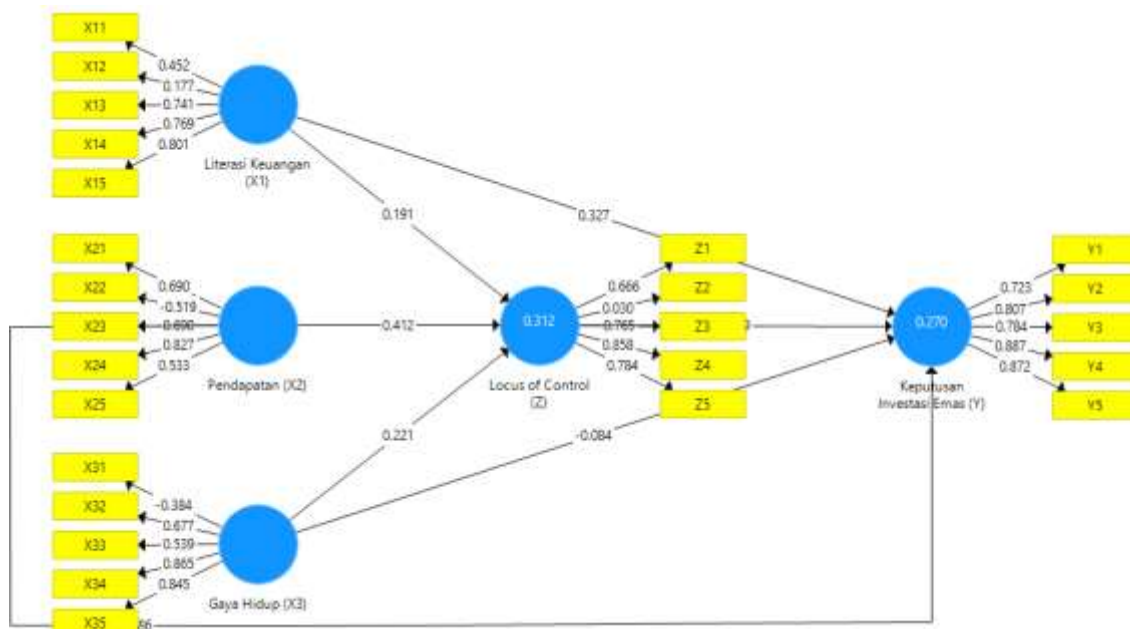 X11
X12
X13
X14
X15
0.452
0.177
0.741
0.769
0.801
Literasi Keuangan
(X1)
0.191
0.327
X21
X22
X23
X24
X25
0.690
-0.519
0.827
0.533
Pendapatan (X2)
0.412
0.312
Locus of Control
(Z)
0.666
0.030
0.765
0.858
0.784
Z1
Z2
Z3
Z4
Z5
0.270
Keputusan
Investasi Emas (Y)
0.723
0.807
0.784
0.887
0.872
Y1
Y2
Y3
Y4
Y5
0.221
-0.084
X31
X32
X33
X34
X35
-0.384
0.677
0.539
0.865
0.845
Gaya Hidup (X3)